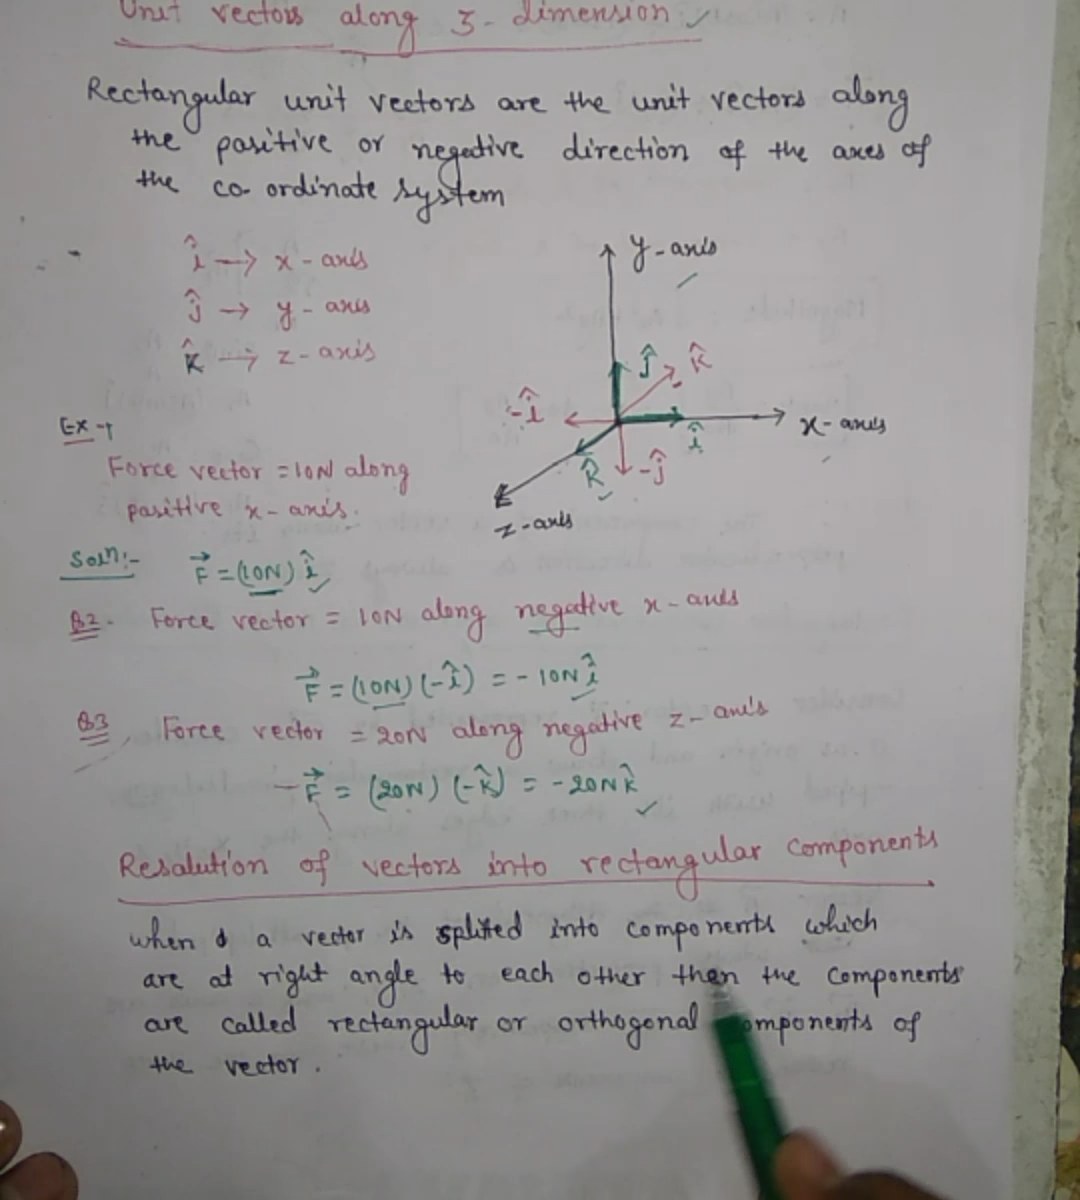 Unit vectors along 3-dimension
Rectangular unit vectors are the unit vectors along
the positive or negative direction of the axes of
the co-ordinate system
î → x-axis
ĵ → y-axis
k̂ → z-axis
y-axis
ĵ
k̂
-î
x-axis
î
k̂
-ĵ
z-axis
Ex-1
Force vector = 10N along
positive x-axis.
Soln:- F⃗ = (10N) î
Q2. Force vector = 10N along negative x-axis
F⃗ = (10N) (-î) = -10N î
Q3 Force vector = 20N along negative z-axis
F⃗ = (20N) (-k̂) = -20N k̂
Resolution of vectors into rectangular components
when a vector is splited into components which
are at right angle to each other then the components
are called rectangular or orthogonal components of
the vector.